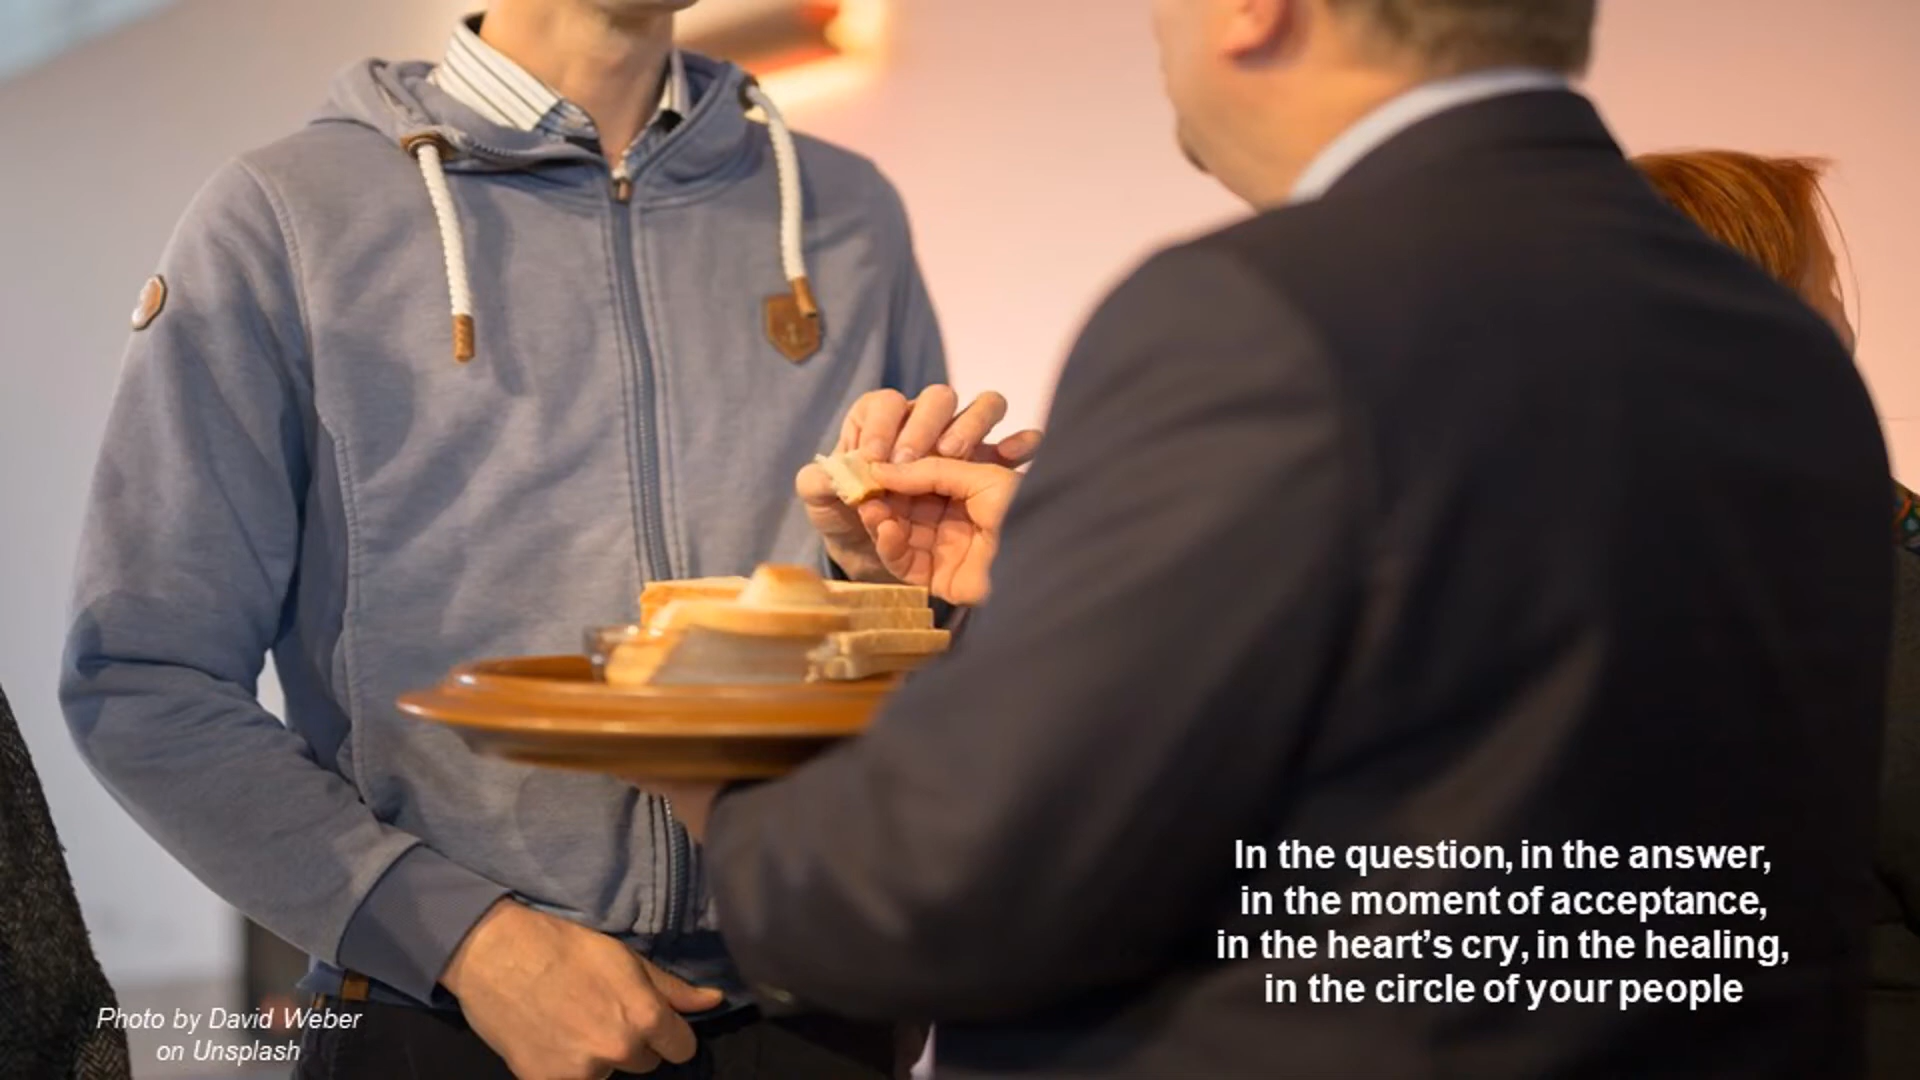 In the question, in the answer,
in the moment of acceptance,
in the heart’s cry, in the healing,
in the circle of your people
Photo by David Weber
on Unsplash